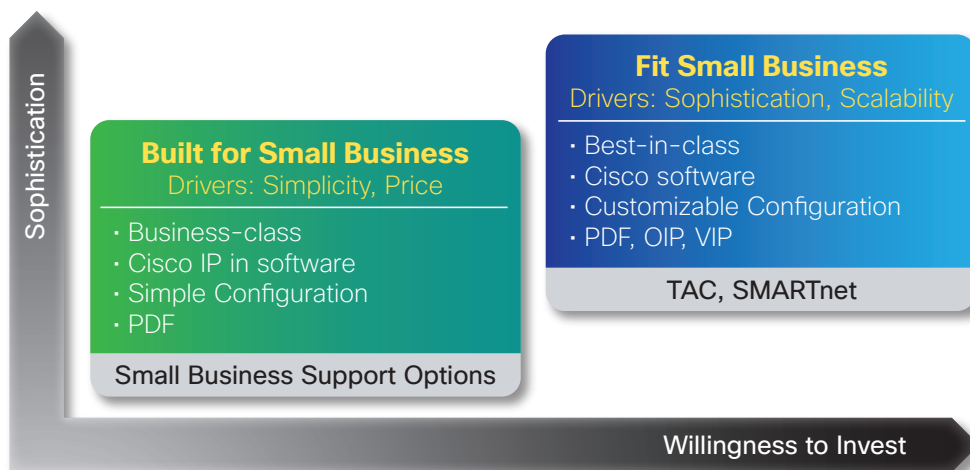 Sophistication
Built for Small Business
Drivers: Simplicity, Price
· Business-class
· Cisco IP in software
· Simple Configuration
· PDF
Small Business Support Options
Fit Small Business
Drivers: Sophistication, Scalability
· Best-in-class
· Cisco software
· Customizable Configuration
· PDF, OIP, VIP
TAC, SMARTnet
Willingness to Invest